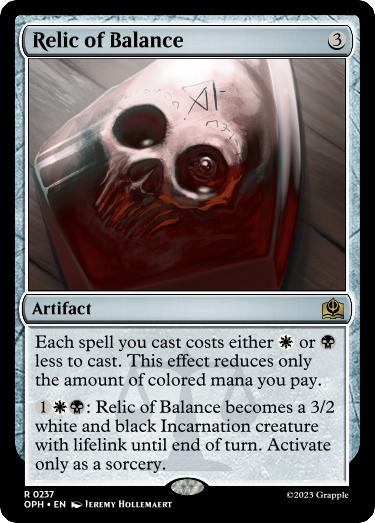 Relic of Balance 3
Artifact
Each spell you cast costs either or
less to cast. This effect reduces only
the amount of colored mana you pay.
1 : Relic of Balance becomes a 3/2
white and black Incarnation creature
with lifelink until end of turn. Activate
only as a sorcery.
R 0237
OPH • EN Jeremy Hollemaert
©2023 Grapple